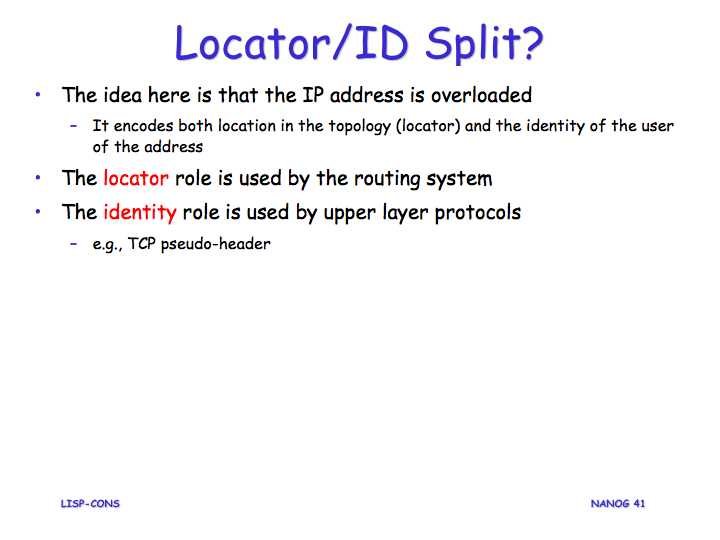 Locator/ID Split?
• The idea here is that the IP address is overloaded
– It encodes both location in the topology (locator) and the identity of the user
of the address
• The locator role is used by the routing system
• The identity role is used by upper layer protocols
– e.g., TCP pseudo-header
LISP-CONS
NANOG 41